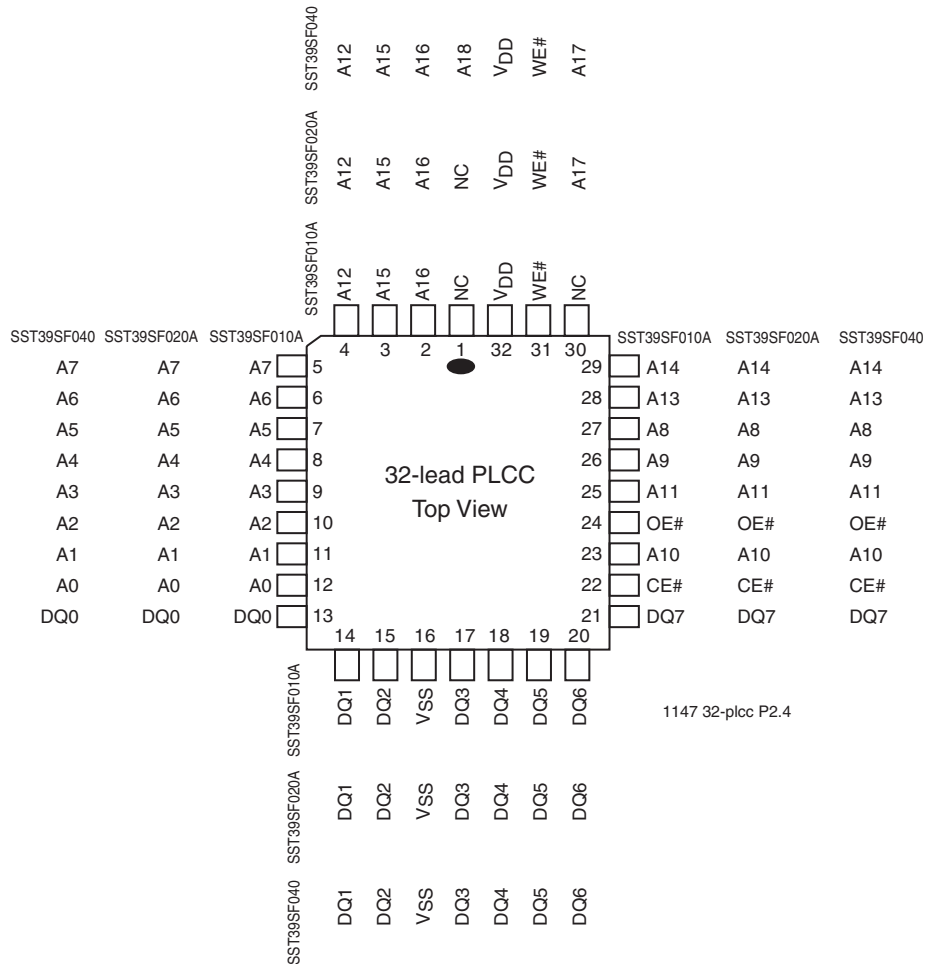 SST39SF040 A12 A15 A16 A18 VDD WE# A17
SST39SF020A A12 A15 A16 NC VDD WE# A17
SST39SF010A A12 A15 A16 NC VDD WE# NC
4 3 2 1 32 31 30
SST39SF040 SST39SF020A SST39SF010A SST39SF010A SST39SF020A SST39SF040
A7 A7 A7 5 29 A14 A14 A14
A6 A6 A6 6 28 A13 A13 A13
A5 A5 A5 7 27 A8 A8 A8
A4 A4 A4 8 26 A9 A9 A9
32-lead PLCC
A3 A3 A3 9 25 A11 A11 A11
Top View
A2 A2 A2 10 24 OE# OE# OE#
A1 A1 A1 11 23 A10 A10 A10
A0 A0 A0 12 22 CE# CE# CE#
DQ0 DQ0 DQ0 13 21 DQ7 DQ7 DQ7
14 15 16 17 18 19 20
SST39SF010A DQ1 DQ2 VSS DQ3 DQ4 DQ5 DQ6
1147 32-plcc P2.4
SST39SF020A DQ1 DQ2 VSS DQ3 DQ4 DQ5 DQ6
SST39SF040 DQ1 DQ2 VSS DQ3 DQ4 DQ5 DQ6